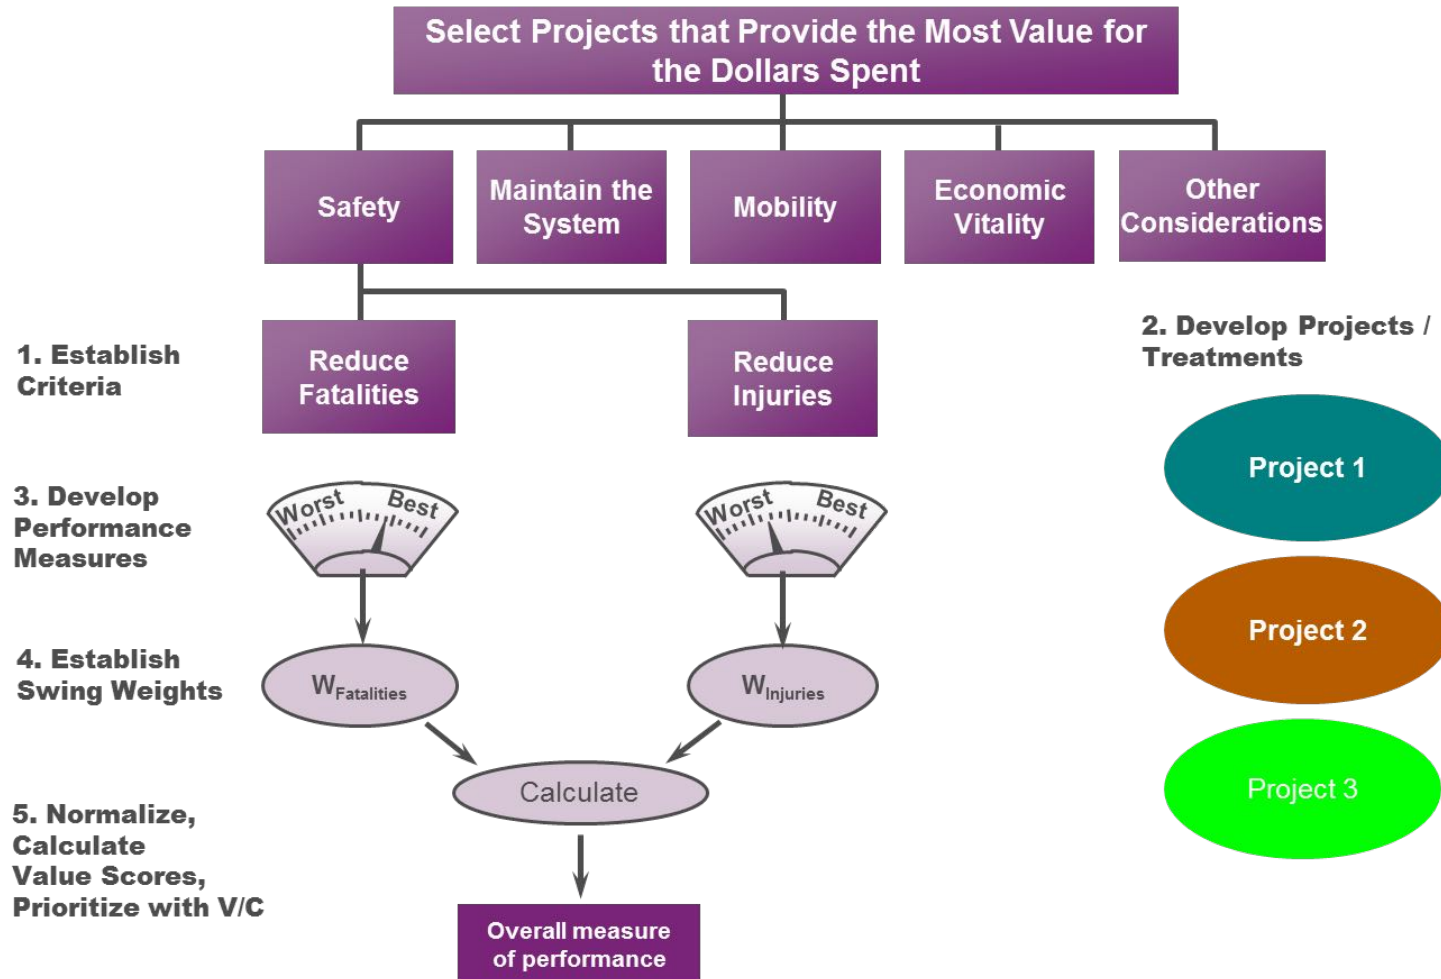 Select Projects that Provide the Most Value for
the Dollars Spent
Safety
Maintain the
System
Mobility
Economic
Vitality
Other
Considerations
1. Establish
Criteria
Reduce
Fatalities
Reduce
Injuries
2. Develop Projects /
Treatments
Project 1
3. Develop
Performance
Measures
Worst Best
Worst Best
Project 2
4. Establish
Swing Weights
WFatalities
WInjuries
Project 3
Calculate
5. Normalize,
Calculate
Value Scores,
Prioritize with V/C
Overall measure
of performance